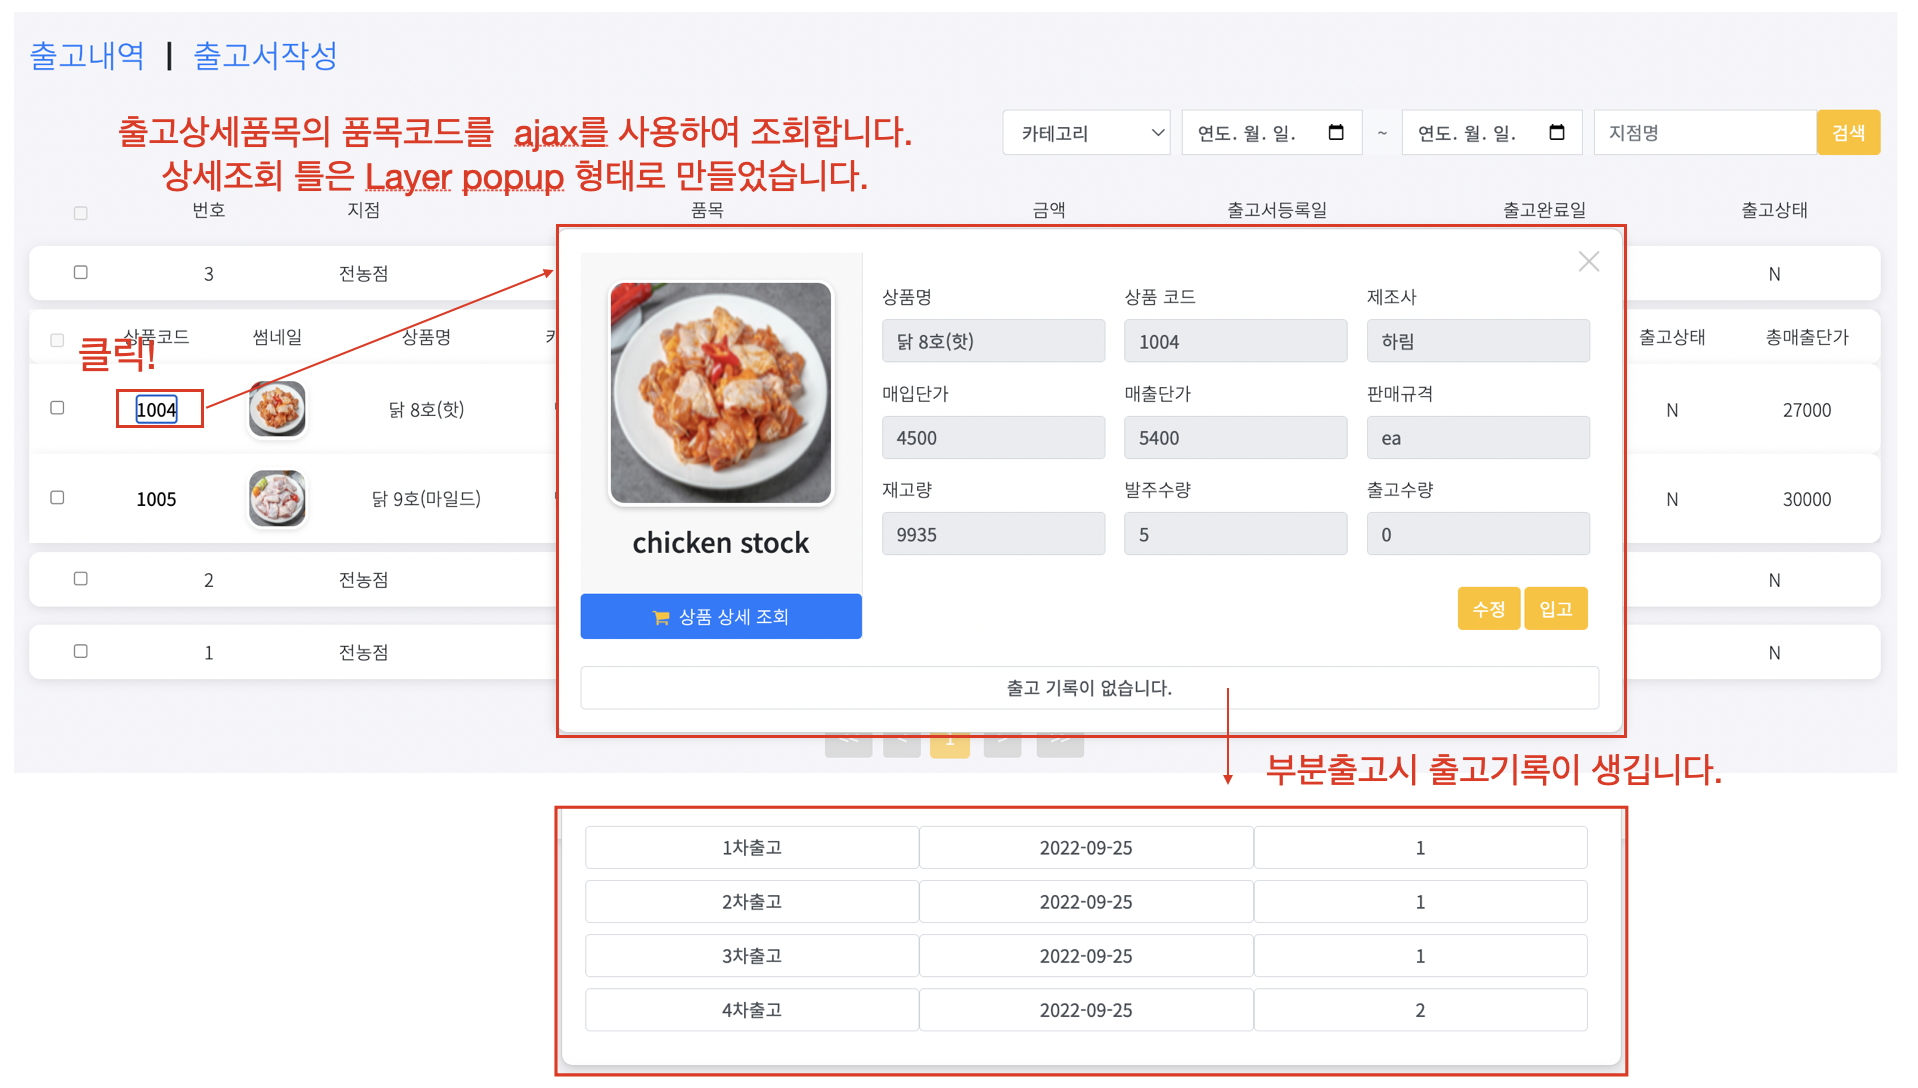 출고내역 | 출고서작성
출고상세품목의 품목코드를 ajax를 사용하여 조회합니다.
상세조회 틀은 Layer popup 형태로 만들었습니다.
카테고리 연도. 월. 일. ~ 연도. 월. 일. 지점명 검색
번호 지점 품목 금액 출고서등록일 출고완료일 출고상태
3 전농점 N
상품코드 썸네일 상품명 출고상태 총매출단가
클릭!
1004 닭 8호(핫) N 27000
1005 닭 9호(마일드) N 30000
2 전농점 N
1 전농점 N
상품명 상품 코드 제조사
닭 8호(핫) 1004 하림
매입단가 매출단가 판매규격
4500 5400 ea
재고량 발주수량 출고수량
9935 5 0
chicken stock
상품 상세 조회
수정 입고
출고 기록이 없습니다.
<< < 1 > >>
부분출고시 출고기록이 생깁니다.
1차출고 2022-09-25 1
2차출고 2022-09-25 1
3차출고 2022-09-25 1
4차출고 2022-09-25 2